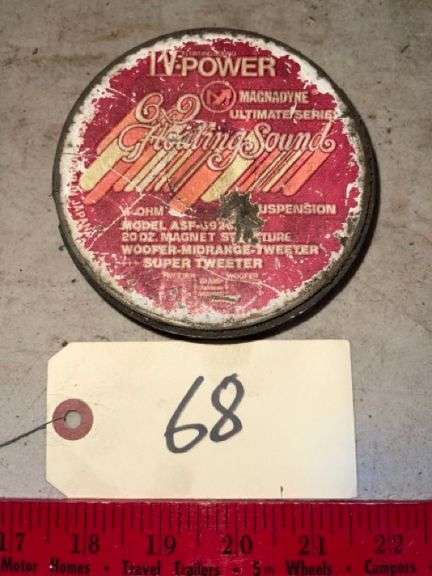 IV-POWER
MAGNADYNE
ULTIMATE SERIES
6x9
Floating Sound
OHM
MODEL ASF-
20 OZ. MAGNET
WOOFER-MIDRANGE-TWEETER
SUPER TWEETER
WOOFER
68
17 18 19 20 21 22
Motor Homes • Travel Trailers • 5th Wheels • Campers